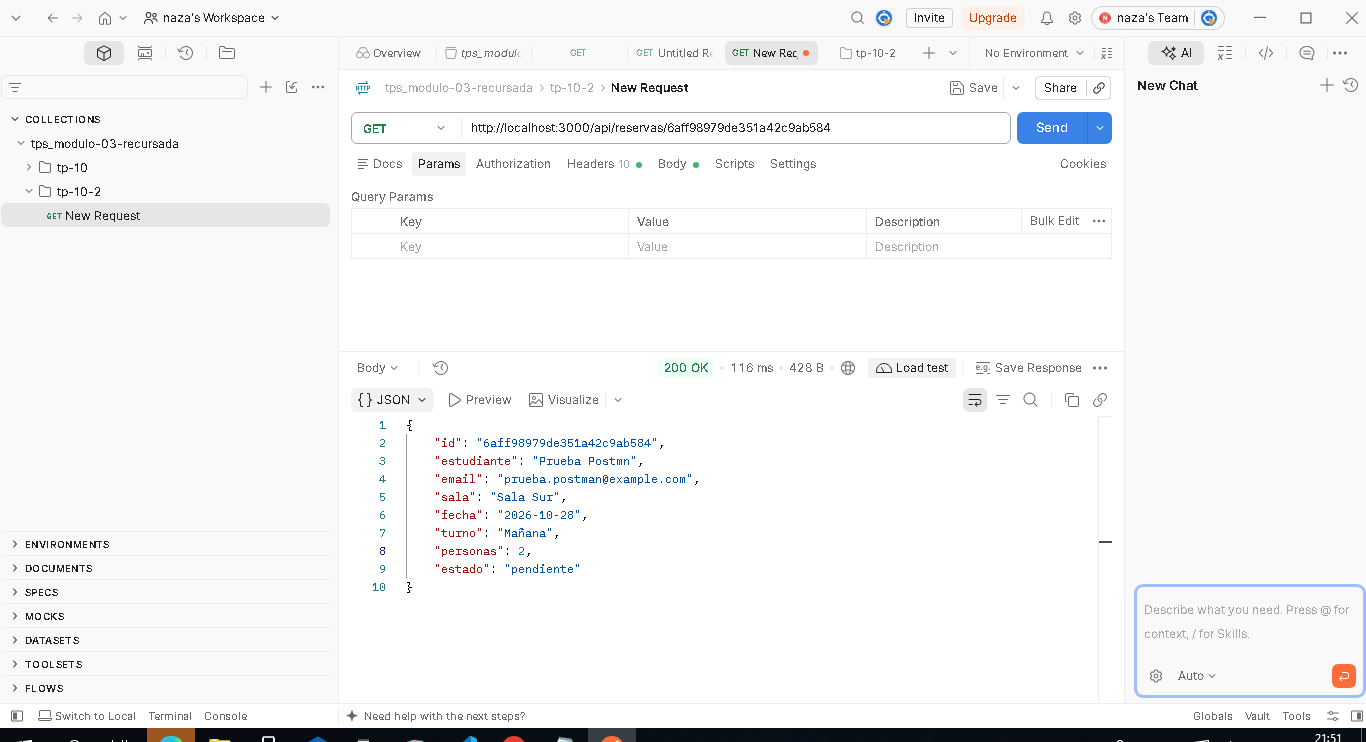 naza's Workspace
Invite
Upgrade
naza's Team
Overview
tps_modulc
GET
GET Untitled Re
GET New Rec
tp-10-2
No Environment
AI
tps_modulo-03-recursada > tp-10-2 > New Request
Save
Share
New Chat
COLLECTIONS
tps_modulo-03-recursada
tp-10
tp-10-2
GET New Request
GET
http://localhost:3000/api/reservas/6aff98979de351a42c9ab584
Send
Docs
Params
Authorization
Headers 10
Body
Scripts
Settings
Cookies
Query Params
Key
Value
Description
Bulk Edit
Key
Value
Description
Body
200 OK
116 ms
428 B
Load test
e.g. Save Response
{} JSON
Preview
Visualize
1 {
2 "id": "6aff98979de351a42c9ab584",
3 "estudiante": "Prueba Postmn",
4 "email": "prueba.postman@example.com",
5 "sala": "Sala Sur",
6 "fecha": "2026-10-28",
7 "turno": "Mañana",
8 "personas": 2,
9 "estado": "pendiente"
10 }
ENVIRONMENTS
DOCUMENTS
SPECS
MOCKS
DATASETS
TOOLSETS
FLOWS
Describe what you need. Press @ for
context, / for Skills.
Auto
Switch to Local
Terminal
Console
Need help with the next steps?
Globals
Vault
Tools
21:51